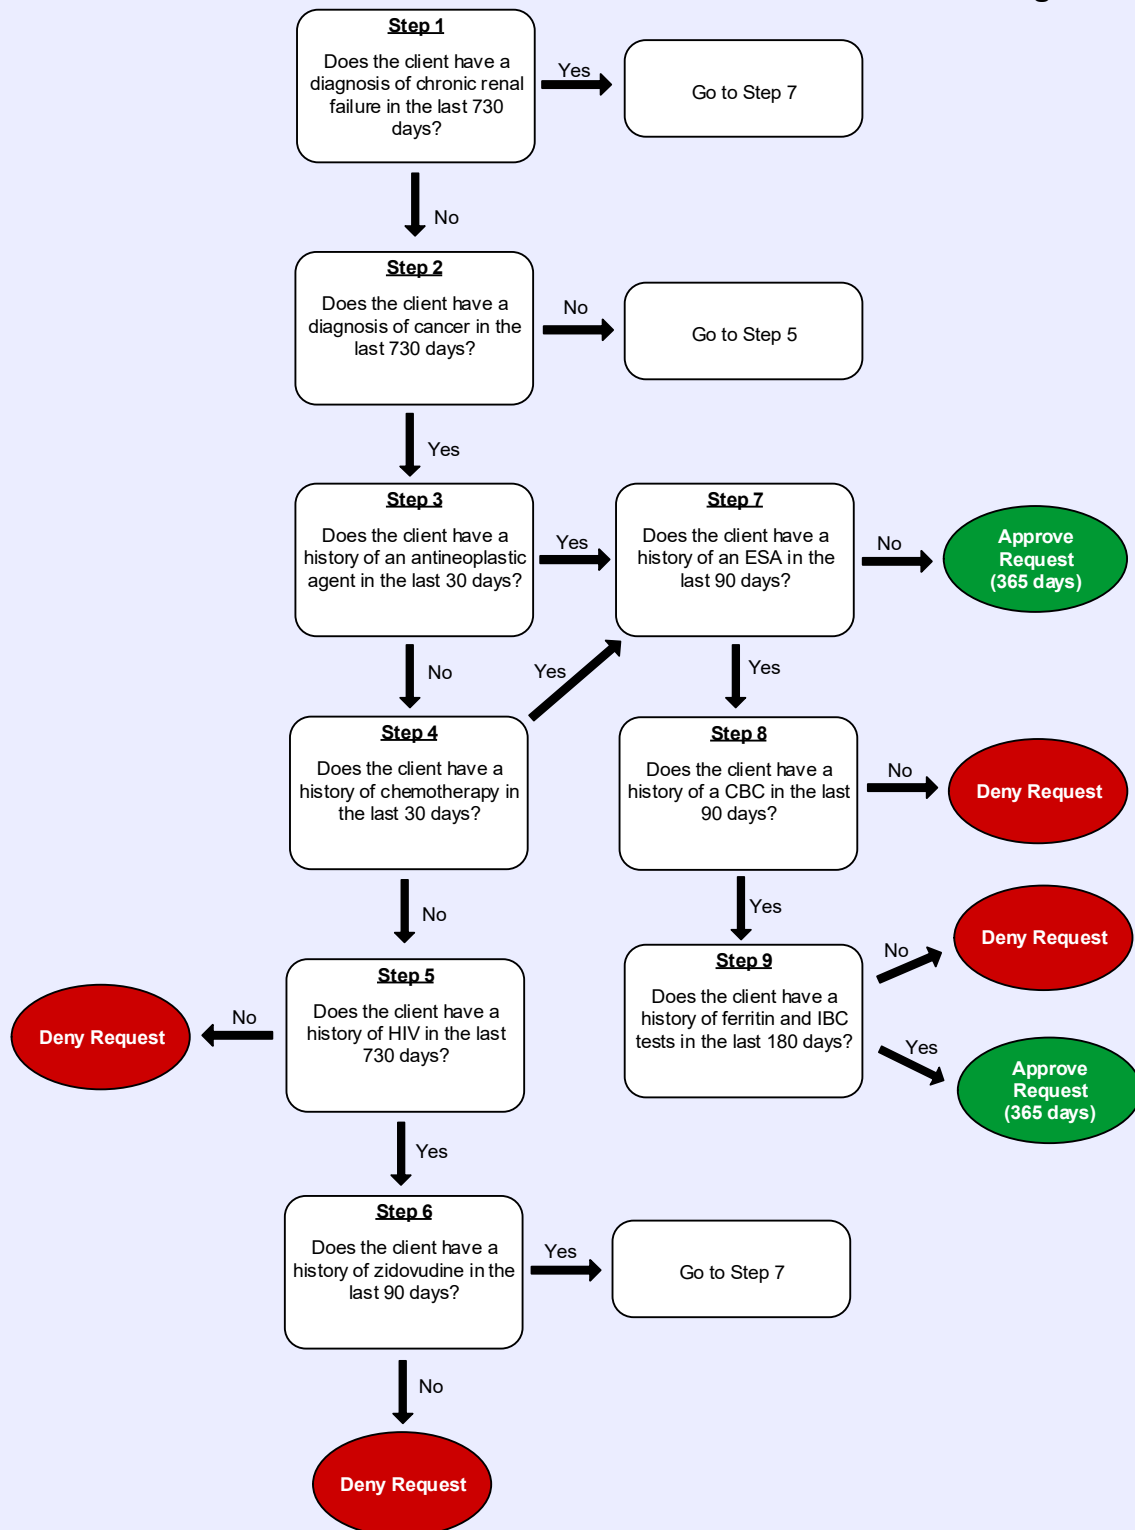 Step 1
Does the client have a
diagnosis of chronic renal
failure in the last 730
days?
Yes
Go to Step 7
No
Step 2
Does the client have a
diagnosis of cancer in the
last 730 days?
No
Go to Step 5
Yes
Step 3
Does the client have a
history of an antineoplastic
agent in the last 30 days?
Yes
Step 7
Does the client have a
history of an ESA in the
last 90 days?
No
Approve
Request
(365 days)
No
Yes
Yes
Step 4
Does the client have a
history of chemotherapy in
the last 30 days?
Step 8
Does the client have a
history of a CBC in the last
90 days?
No
Deny Request
No
Yes
Step 5
Does the client have a
history of HIV in the last
730 days?
No
Deny Request
Step 9
Does the client have a
history of ferritin and IBC
tests in the last 180 days?
No
Deny Request
Yes
Approve
Request
(365 days)
Yes
Step 6
Does the client have a
history of zidovudine in the
last 90 days?
Yes
Go to Step 7
No
Deny Request